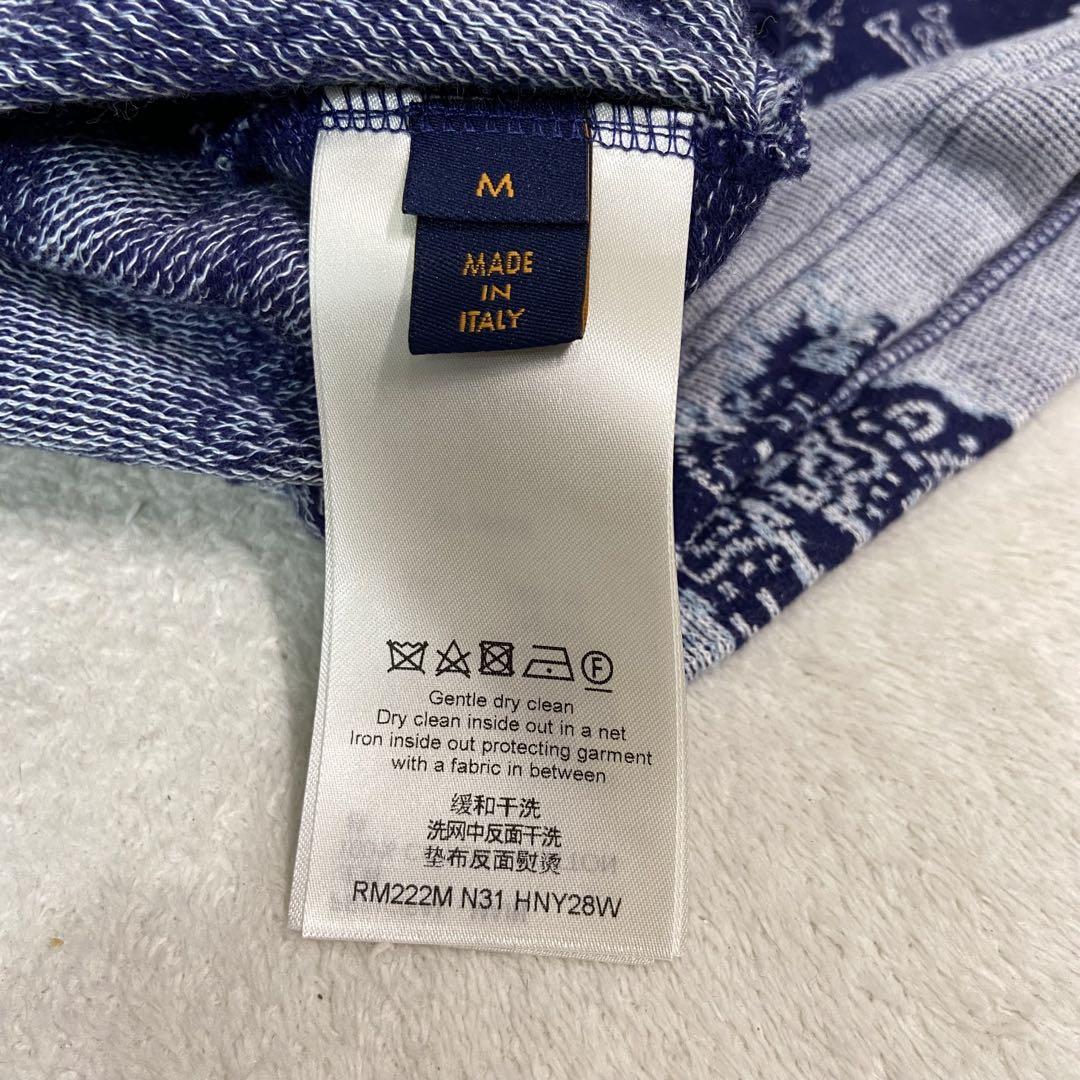 M
MADE
IN
ITALY
F
Gentle dry clean
Dry clean inside out in a net
Iron inside out protecting garment
with a fabric in between
缓和干洗
洗网中反面干洗
垫布反面熨烫
RM222M N31 HNY28W